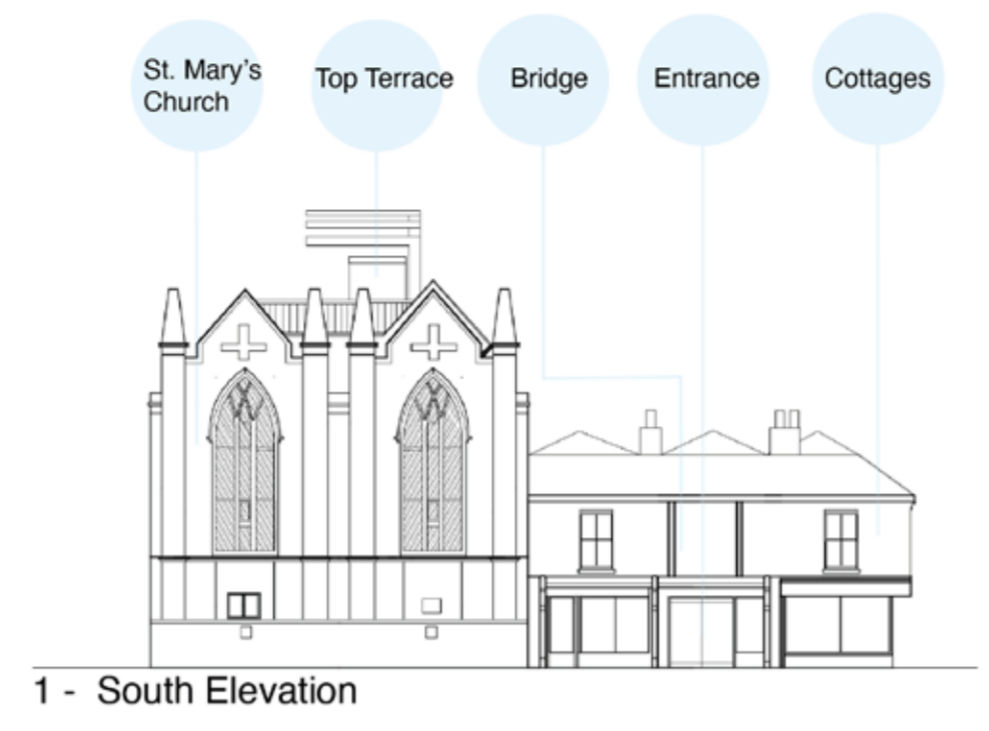 St. Mary's
Church
Top Terrace
Bridge
Entrance
Cottages
1 - South Elevation